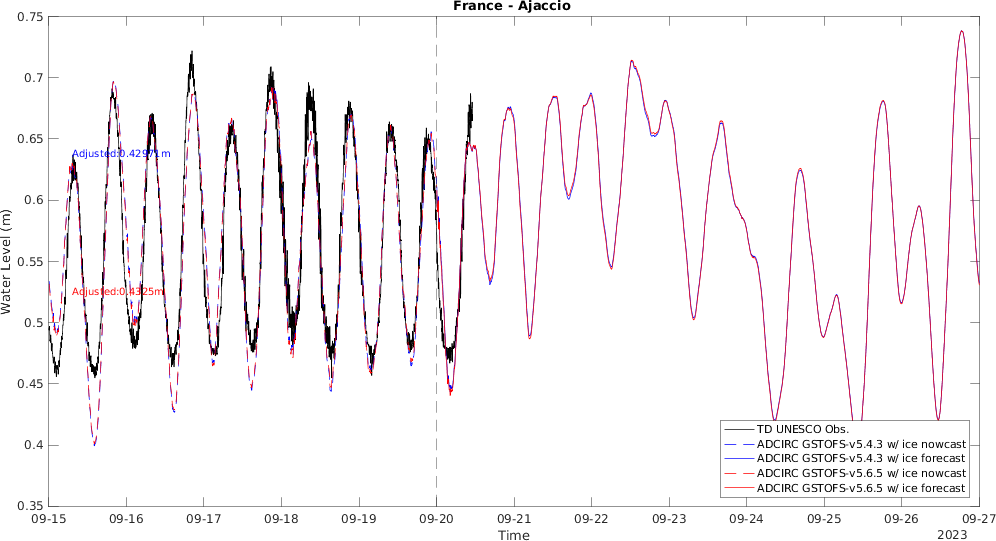 France - Ajaccio
0.75
0.7
0.65
0.6
0.55
0.5
0.45
0.4
0.35
Water Level (m)
Adjusted:0.42971m
Adjusted:0.4325m
TD UNESCO Obs.
ADCIRC GSTOFS-v5.4.3 w/ ice nowcast
ADCIRC GSTOFS-v5.4.3 w/ ice forecast
ADCIRC GSTOFS-v5.6.5 w/ ice nowcast
ADCIRC GSTOFS-v5.6.5 w/ ice forecast
09-15 09-16 09-17 09-18 09-19 09-20 09-21 09-22 09-23 09-24 09-25 09-26 09-27
Time
2023